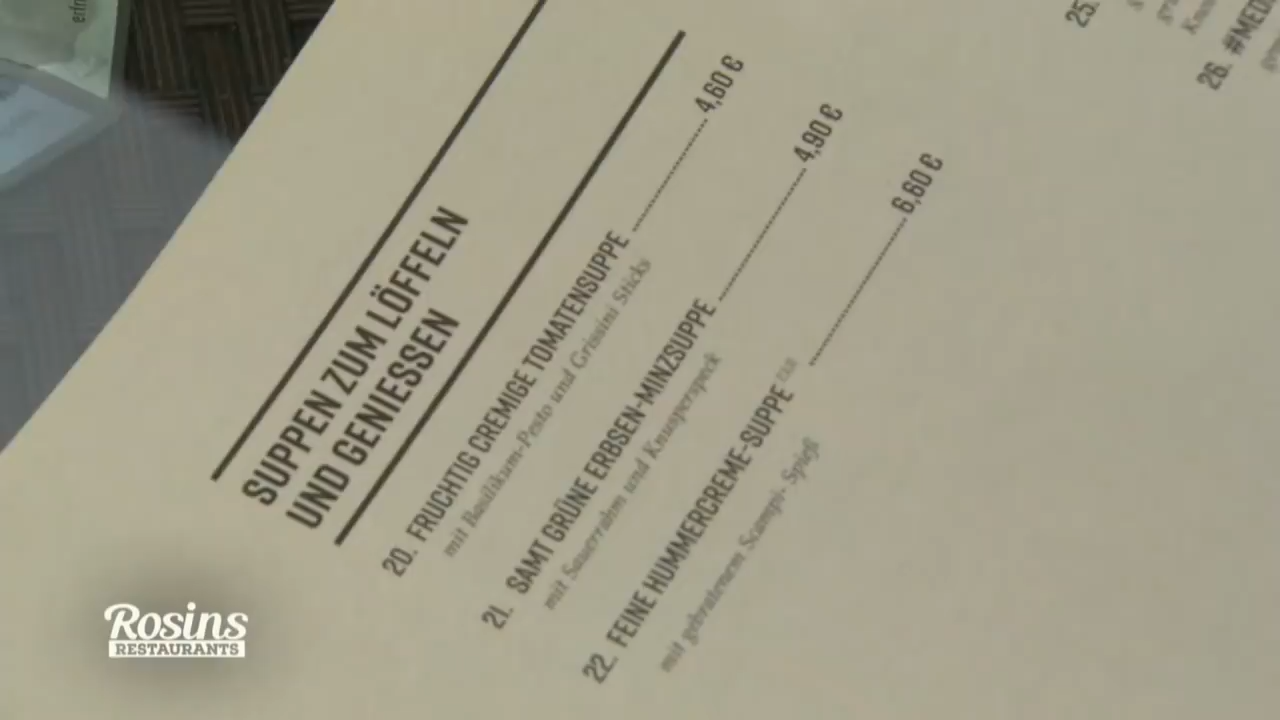 SUPPEN ZUM LÖFFELN
UND GENIESSEN
20. FRUCHTIG CREMIGE TOMATENSUPPE 4,60 €
mit Basilikum-Pesto und Grissini Sticks
21. SAMT GRÜNE ERBSEN-MINZSUPPE 4,90 €
mit Sauerrahm und Knusperspeck
22. FEINE HUMMERCREME-SUPPE 6,60 €
mit gebratenem Scampi-Spieß
25.
26. #MED
Rosins
RESTAURANTS